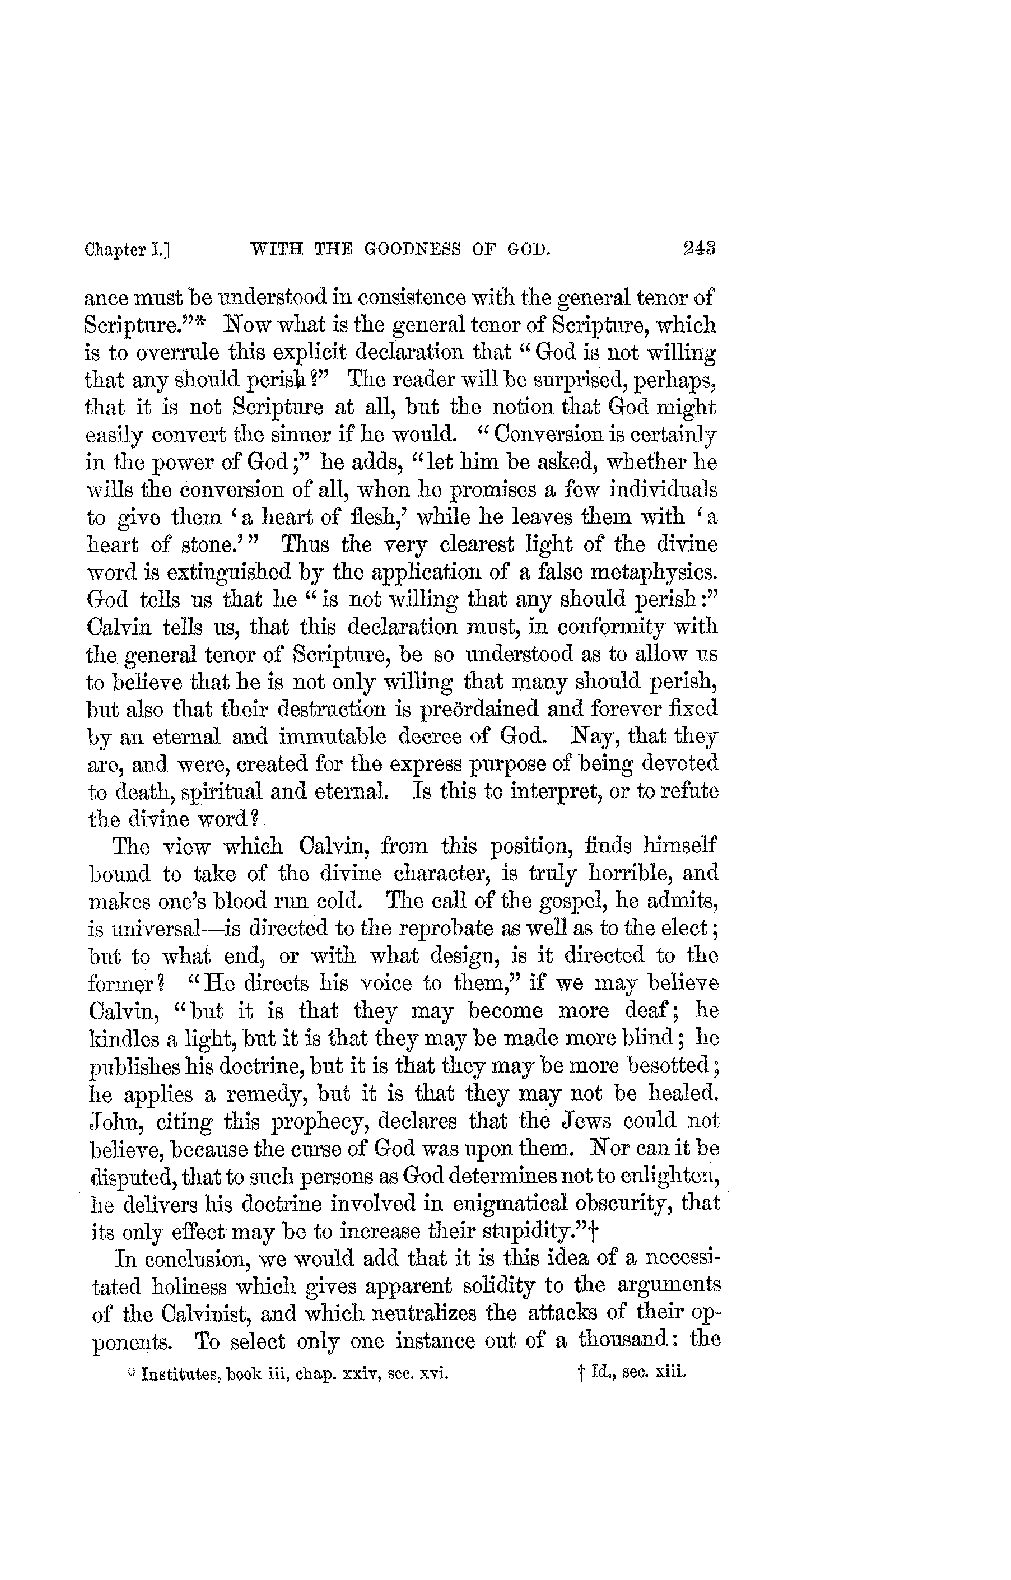 Chapter I.] WITH THE GOODNESS OF GOD. 243
ance must be understood in consistence with the general tenor of
Scripture."* Now what is the general tenor of Scripture, which
is to overrule this explicit declaration that "God is not willing
that any should perish?" The reader will be surprised, perhaps,
that it is not Scripture at all, but the notion that God might
easily convert the sinner if he would. "Conversion is certainly
in the power of God;" he adds, "let him be asked, whether he
wills the conversion of all, when he promises a few individuals
to give them 'a heart of flesh,' while he leaves them with 'a
heart of stone.'" Thus the very clearest light of the divine
word is extinguished by the application of a false metaphysics.
God tells us that he "is not willing that any should perish:"
Calvin tells us, that this declaration must, in conformity with
the general tenor of Scripture, be so understood as to allow us
to believe that he is not only willing that many should perish,
but also that their destruction is preördained and forever fixed
by an eternal and immutable decree of God. Nay, that they
are, and were, created for the express purpose of being devoted
to death, spiritual and eternal. Is this to interpret, or to refute
the divine word?
The view which Calvin, from this position, finds himself
bound to take of the divine character, is truly horrible, and
makes one's blood run cold. The call of the gospel, he admits,
is universal—is directed to the reprobate as well as to the elect;
but to what end, or with what design, is it directed to the
former? "He directs his voice to them," if we may believe
Calvin, "but it is that they may become more deaf; he
kindles a light, but it is that they may be made more blind; he
publishes his doctrine, but it is that they may be more besotted;
he applies a remedy, but it is that they may not be healed.
John, citing this prophecy, declares that the Jews could not
believe, because the curse of God was upon them. Nor can it be
disputed, that to such persons as God determines not to enlighten,
he delivers his doctrine involved in enigmatical obscurity, that
its only effect may be to increase their stupidity."†
In conclusion, we would add that it is this idea of a necessi-
tated holiness which gives apparent solidity to the arguments
of the Calvinist, and which neutralizes the attacks of their op-
ponents. To select only one instance out of a thousand: the
* Institutes, book iii, chap. xxiv, sec. xvi. † Id., sec. xiii.